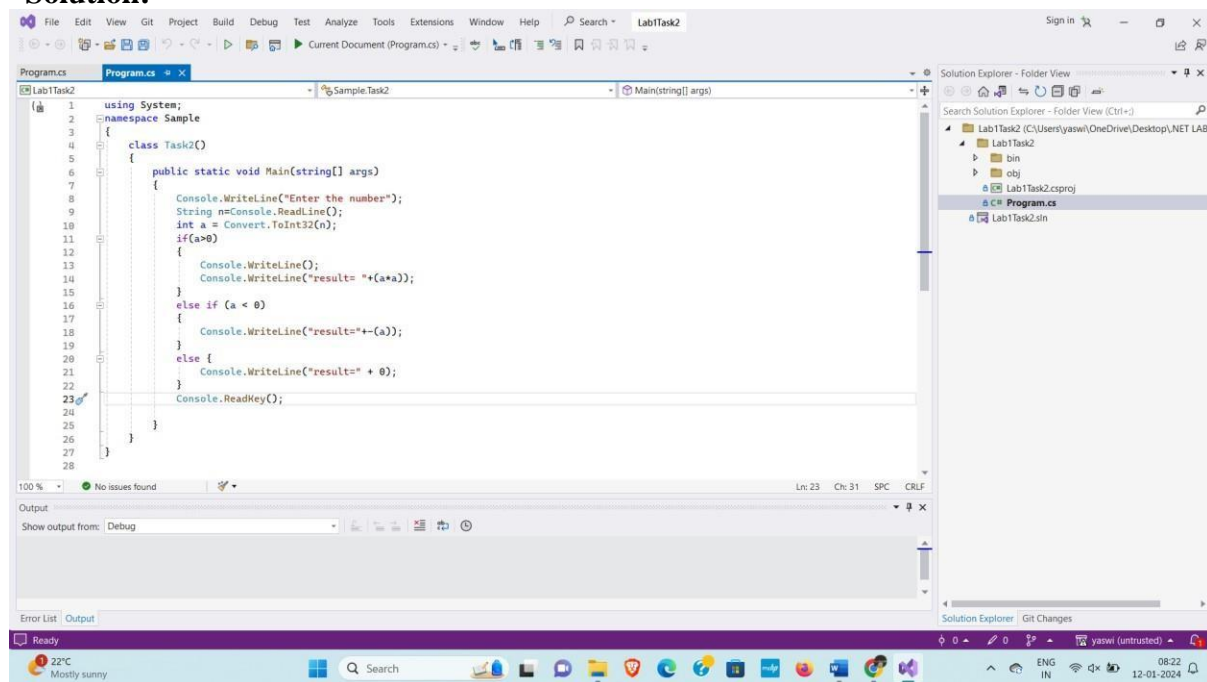 Solution:
File Edit View Git Project Build Debug Test Analyze Tools Extensions Window Help Search Lab1Task2 Sign in
Current Document (Program.cs)
Program.cs Program.cs
Lab1Task2 Sample.Task2 Main(string[] args)
1 using System;
2 namespace Sample
3 {
4 class Task2()
5 {
6 public static void Main(string[] args)
7 {
8 Console.WriteLine("Enter the number");
9 String n=Console.ReadLine();
10 int a = Convert.ToInt32(n);
11 if(a>0)
12 {
13 Console.WriteLine();
14 Console.WriteLine("result= "+(a*a));
15 }
16 else if (a < 0)
17 {
18 Console.WriteLine("result="+-(a));
19 }
20 else {
21 Console.WriteLine("result=" + 0);
22 }
23 Console.ReadKey();
24
25 }
26 }
27 }
28
100 % No issues found Ln: 23 Ch: 31 SPC CRLF
Output
Show output from: Debug
Error List Output
Solution Explorer - Folder View
Search Solution Explorer - Folder View (Ctrl+;)
Lab1Task2 (C:\Users\yaswi\OneDrive\Desktop\.NET LAB
Lab1Task2
bin
obj
Lab1Task2.csproj
C# Program.cs
Lab1Task2.sln
Solution Explorer Git Changes
Ready 0 0 yaswi (untrusted)
22°C
Mostly sunny
Search
ENG
IN
08:22
12-01-2024